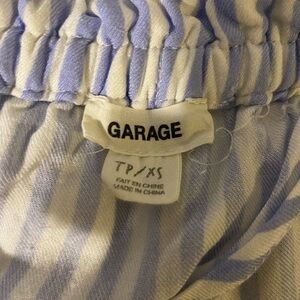 GARAGE
TP/XS
FAIT EN CHINE
MADE IN CHINA